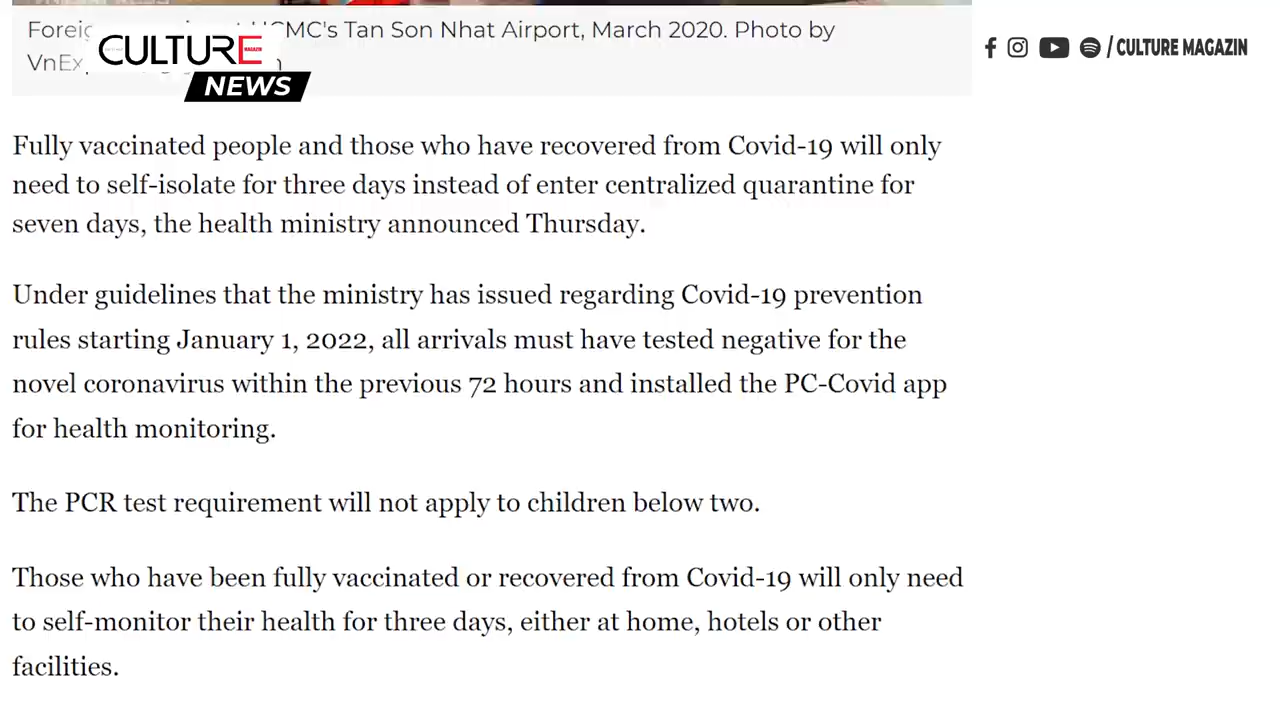 HCMC's Tan Son Nhat Airport, March 2020. Photo by
CULTURE
NEWS
/ CULTURE MAGAZIN
Fully vaccinated people and those who have recovered from Covid-19 will only
need to self-isolate for three days instead of enter centralized quarantine for
seven days, the health ministry announced Thursday.
Under guidelines that the ministry has issued regarding Covid-19 prevention
rules starting January 1, 2022, all arrivals must have tested negative for the
novel coronavirus within the previous 72 hours and installed the PC-Covid app
for health monitoring.
The PCR test requirement will not apply to children below two.
Those who have been fully vaccinated or recovered from Covid-19 will only need
to self-monitor their health for three days, either at home, hotels or other
facilities.